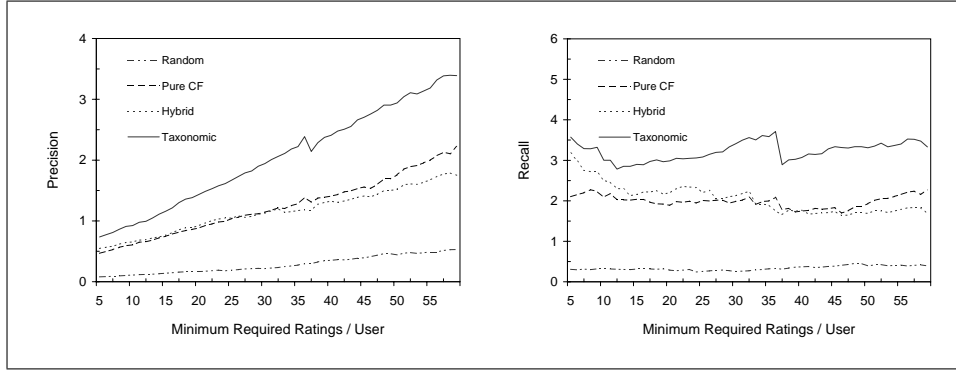 4
3
2
1
0
Precision
Random
Pure CF
Hybrid
Taxonomic
5 10 15 20 25 30 35 40 45 50 55
Minimum Required Ratings / User
6
5
4
3
2
1
0
Recall
Random
Pure CF
Hybrid
Taxonomic
5 10 15 20 25 30 35 40 45 50 55
Minimum Required Ratings / User